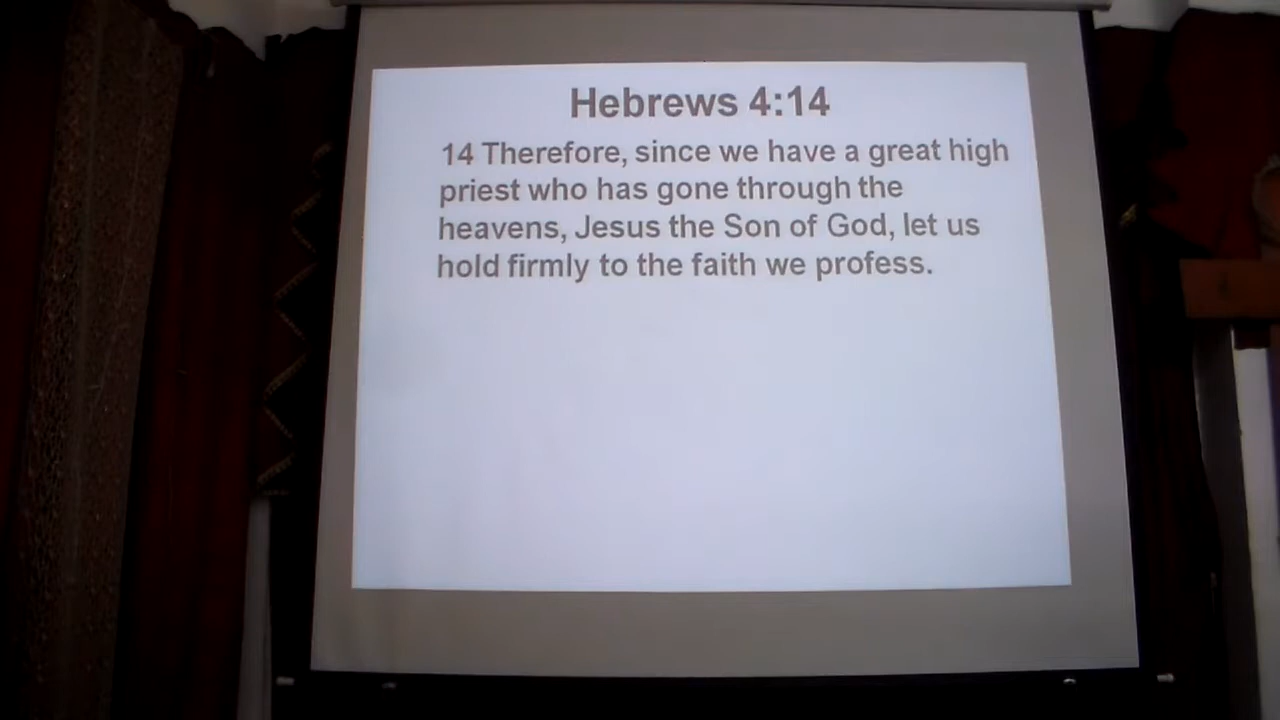 Hebrews 4:14
14 Therefore, since we have a great high
priest who has gone through the
heavens, Jesus the Son of God, let us
hold firmly to the faith we profess.